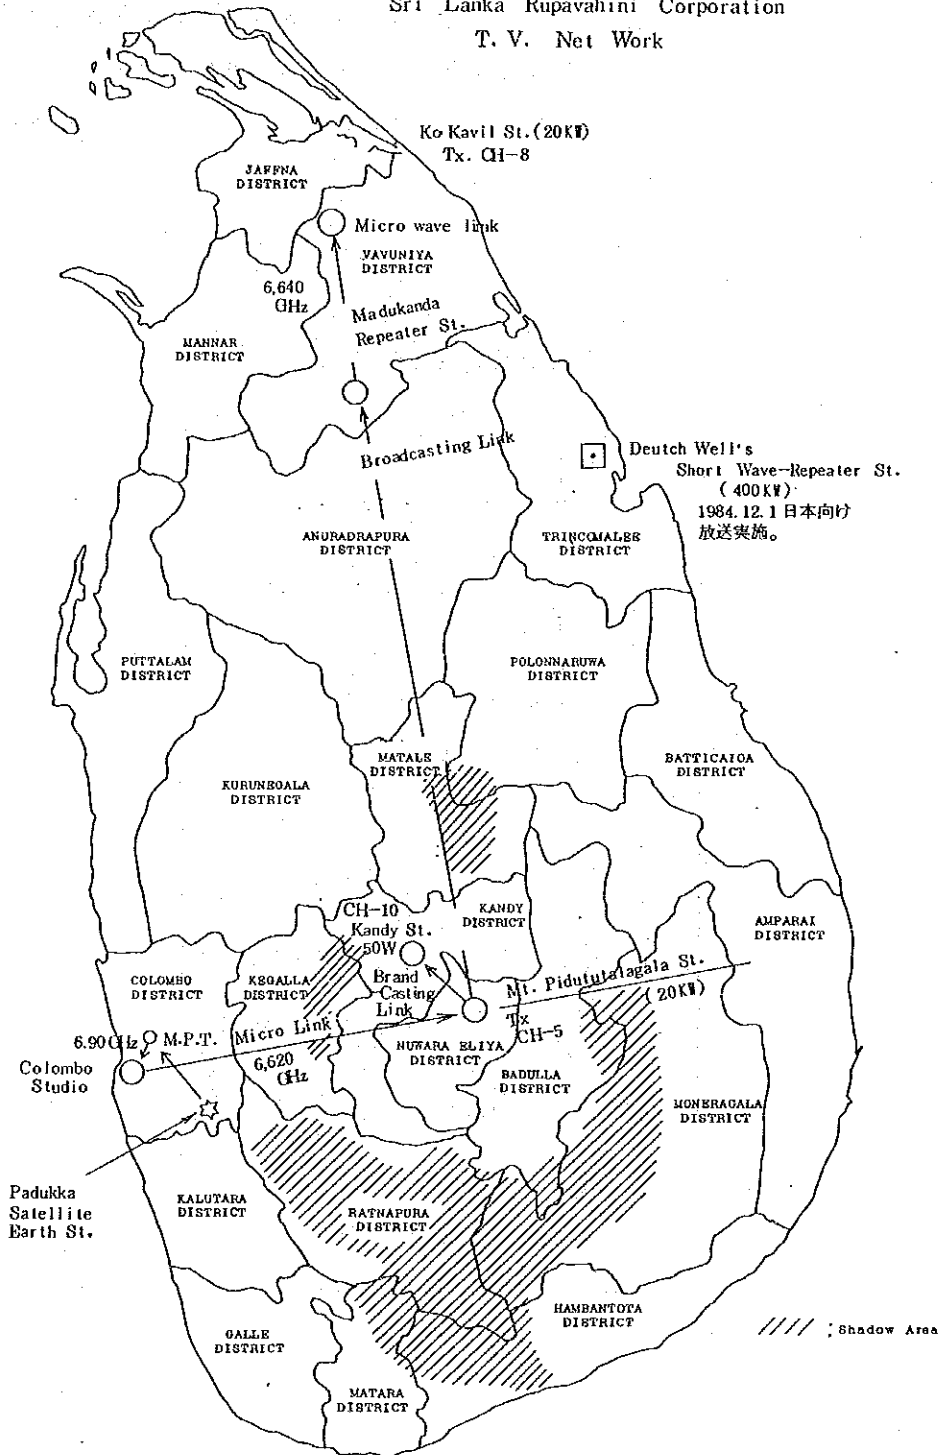 Sri Lanka Rupavahini Corporation
T. V. Net Work
Ko Kavil St. (20KW)
Tx. CH-8
JAFFNA
DISTRICT
Micro wave link
VAVUNIYA
DISTRICT
6,640
GHz
Madukanda
Repeater St.
MANNAR
DISTRICT
Broadcasting Link
Deutch Well's
Short Wave-Repeater St.
(400KW)
1984.12.1 日本向け
放送実施。
ANURADRAPURA
DISTRICT
TRINCOMALEE
DISTRICT
PUTTALAM
DISTRICT
POLONNARUWA
DISTRICT
MATALE
DISTRICT
BATTICAIOA
DISTRICT
KURUNEGALA
DISTRICT
CH-10
Kandy St.
50W
KANDY
DISTRICT
AMPARAI
DISTRICT
COLOMBO
DISTRICT
KEGALLA
DISTRICT
Brand
Casting
Link
Mt. Pidututalagala St.
(20KW)
Tx
CH-5
6.90GHz
M.P.T.
Micro Link
6,620
GHz
Colombo
Studio
NUWARA ELIYA
DISTRICT
BADULLA
DISTRICT
MONERAGALA
DISTRICT
Padukka
Satellite
Earth St.
KALUTARA
DISTRICT
RATNAPURA
DISTRICT
HAMBANTOTA
DISTRICT
: Shadow Area
GALLE
DISTRICT
MATARA
DISTRICT